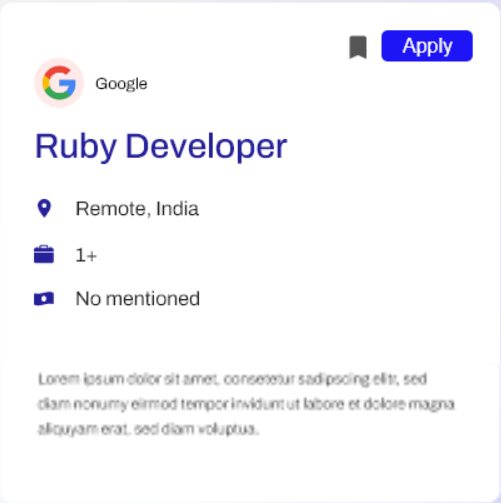 Apply
Google
Ruby Developer
Remote, India
1+
No mentioned
Lorem ipsum dolor sit amet, consetetur sadipscing elitr, sed
diam nonumy eirmod tempor invidunt ut labore et dolore magna
aliquyam erat, sed diam voluptua.